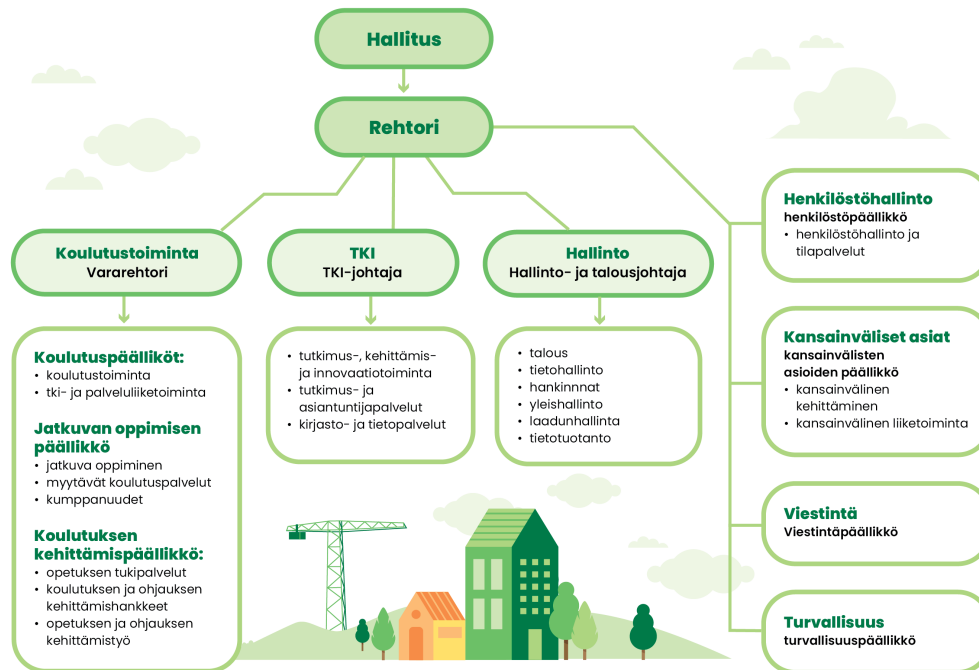 Hallitus
Rehtori
Koulutustoiminta
Vararehtori
Koulutuspäälliköt:
• koulutustoiminta
• tki- ja palveluliiketoiminta
Jatkuvan oppimisen
päällikkö
• jatkuva oppiminen
• myytävät koulutuspalvelut
• kumppanuudet
Koulutuksen
kehittämispäällikkö:
• opetuksen tukipalvelut
• koulutuksen ja ohjauksen
kehittämishankkeet
• opetuksen ja ohjauksen
kehittämistyö
TKI
TKI-johtaja
• tutkimus-, kehittämis-
ja innovaatiotoiminta
• tutkimus- ja
asiantuntijapalvelut
• kirjasto- ja tietopalvelut
Hallinto
Hallinto- ja talousjohtaja
• talous
• tietohallinto
• hankinnnat
• yleishallinto
• laadunhallinta
• tietotuotanto
Henkilöstöhallinto
henkilöstöpäällikkö
• henkilöstöhallinto ja
tilapalvelut
Kansainväliset asiat
kansainvälisten
asioiden päällikkö
• kansainvälinen
kehittäminen
• kansainvälinen liiketoiminta
Viestintä
Viestintäpäällikkö
Turvallisuus
turvallisuuspäällikkö